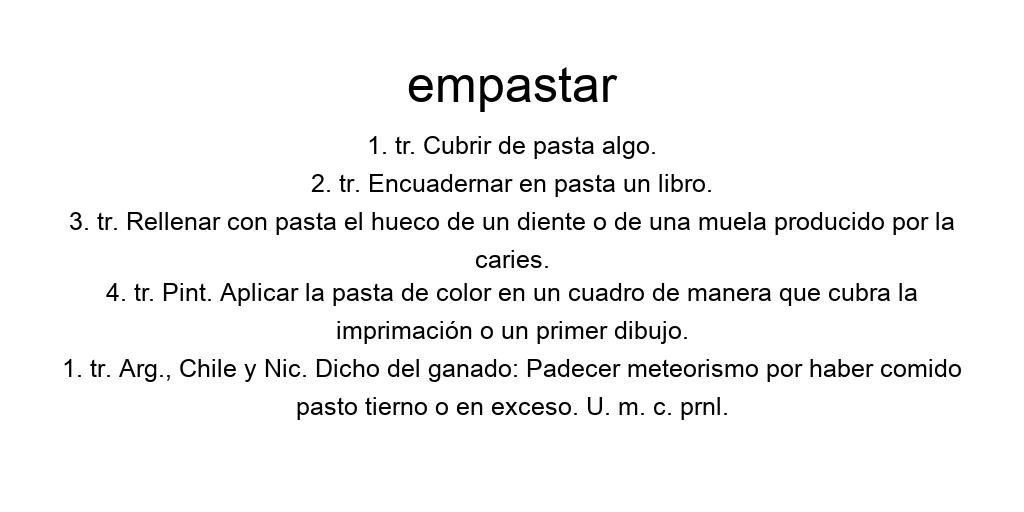 empastar
1. tr. Cubrir de pasta algo.
2. tr. Encuadernar en pasta un libro.
3. tr. Rellenar con pasta el hueco de un diente o de una muela producido por la
caries.
4. tr. Pint. Aplicar la pasta de color en un cuadro de manera que cubra la
imprimación o un primer dibujo.
1. tr. Arg., Chile y Nic. Dicho del ganado: Padecer meteorismo por haber comido
pasto tierno o en exceso. U. m. c. prnl.